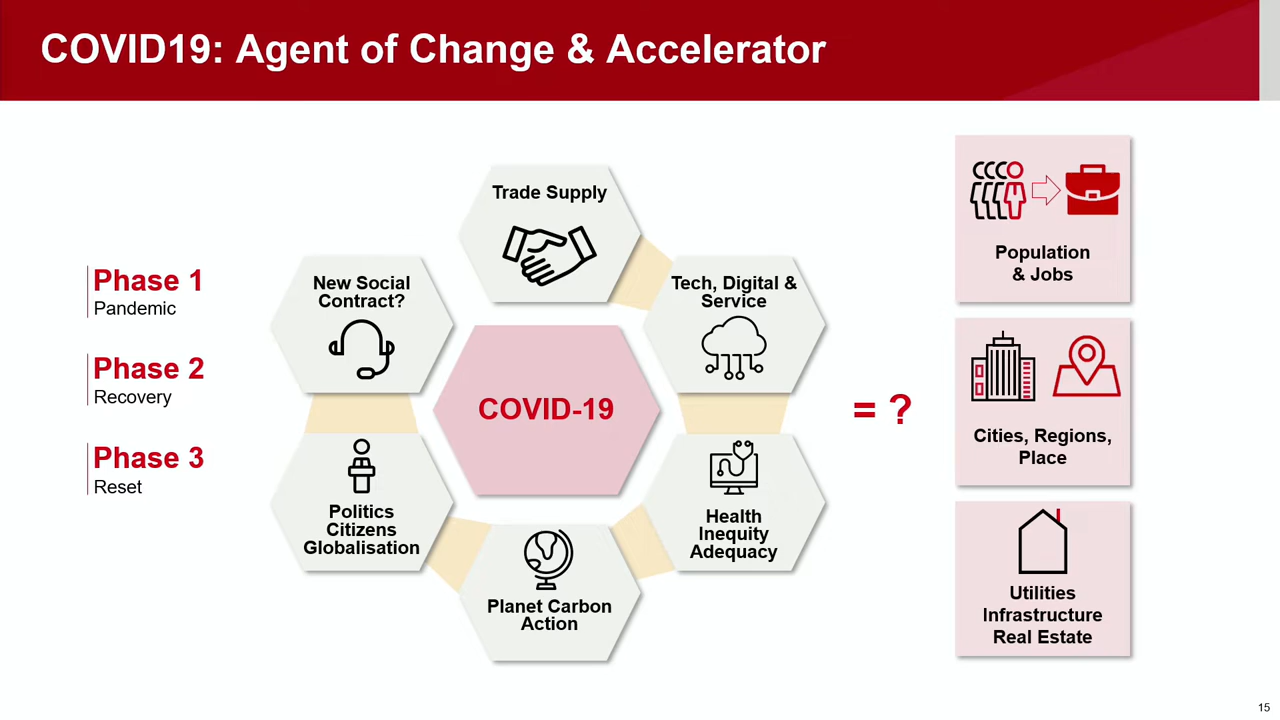 COVID19: Agent of Change & Accelerator
Phase 1
Pandemic
Phase 2
Recovery
Phase 3
Reset
Trade Supply
New Social
Contract?
Tech, Digital &
Service
COVID-19
Politics
Citizens
Globalisation
Health
Inequity
Adequacy
Planet Carbon
Action
= ?
Population
& Jobs
Cities, Regions,
Place
Utilities
Infrastructure
Real Estate
15